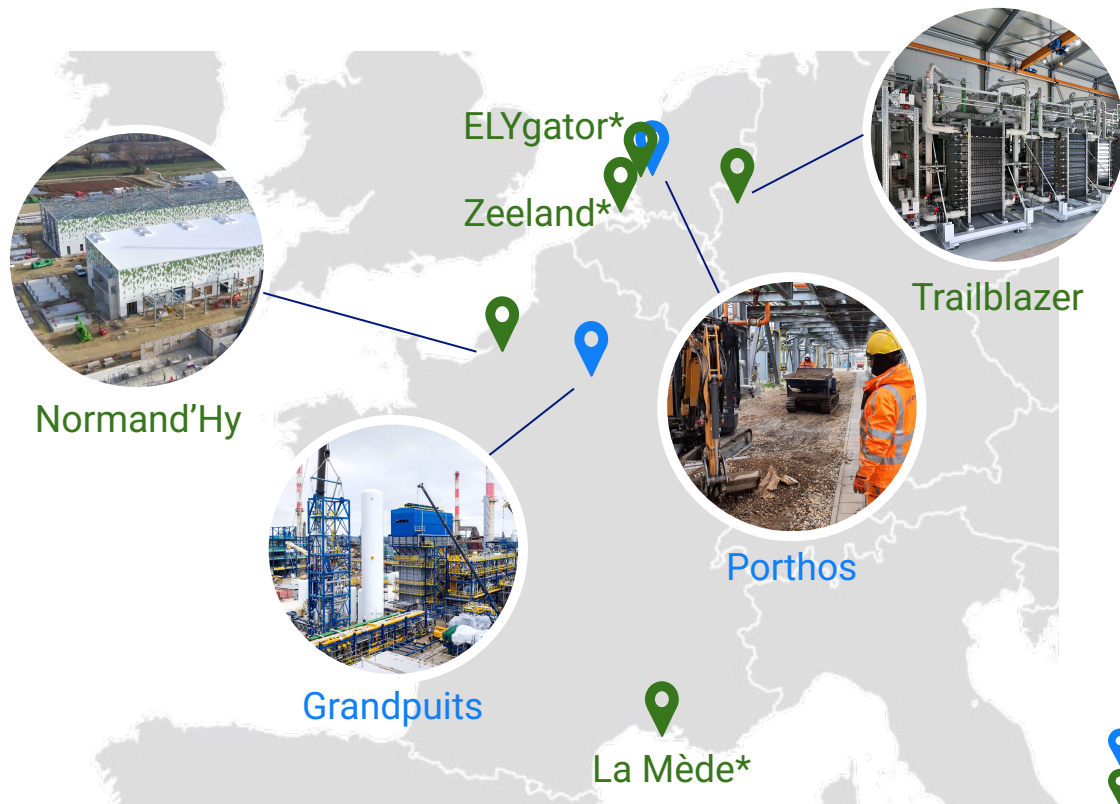 ELYgator*
Zeeland*
Trailblazer
Normand’Hy
Porthos
Grandpuits
La Mède*